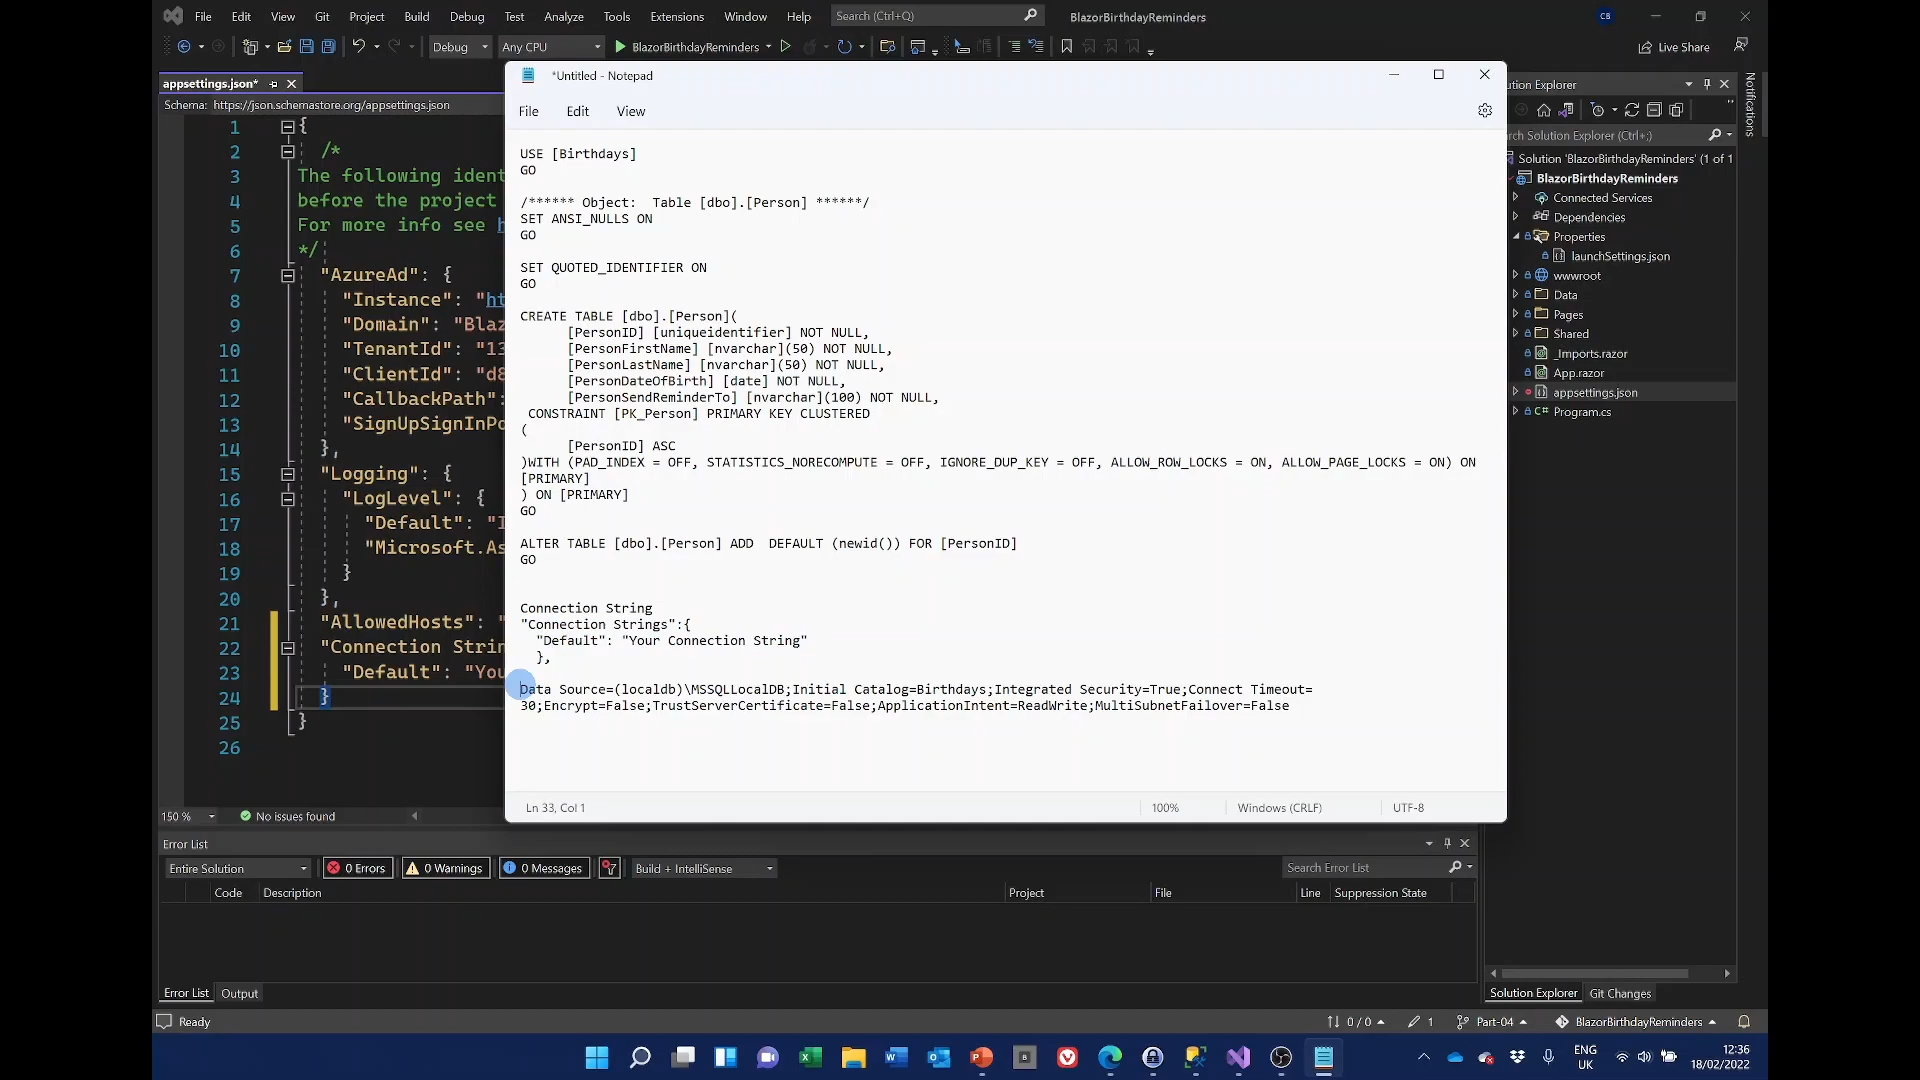 File Edit View Git Project Build Debug Test Analyze Tools Extensions Window Help Search (Ctrl+Q) BlazorBirthdayReminders CB
Debug Any CPU BlazorBirthdayReminders Live Share
appsettings.json*
Schema: https://json.schemastore.org/appsettings.json
1 {
2 /*
3 The following ident
4 before the project
5 For more info see h
6 */
7 "AzureAd": {
8 "Instance": "ht
9 "Domain": "Blaz
10 "TenantId": "13
11 "ClientId": "d8
12 "CallbackPath":
13 "SignUpSignInPo
14 },
15 "Logging": {
16 "LogLevel": {
17 "Default": "I
18 "Microsoft.As
19 }
20 },
21 "AllowedHosts": "
22 "Connection Strin
23 "Default": "You
24 }
25 }
26
150 % No issues found
*Untitled - Notepad
File Edit View
USE [Birthdays]
GO
/****** Object:  Table [dbo].[Person] ******/
SET ANSI_NULLS ON
GO
SET QUOTED_IDENTIFIER ON
GO
CREATE TABLE [dbo].[Person](
[PersonID] [uniqueidentifier] NOT NULL,
[PersonFirstName] [nvarchar](50) NOT NULL,
[PersonLastName] [nvarchar](50) NOT NULL,
[PersonDateOfBirth] [date] NOT NULL,
[PersonSendReminderTo] [nvarchar](100) NOT NULL,
CONSTRAINT [PK_Person] PRIMARY KEY CLUSTERED
(
[PersonID] ASC
)WITH (PAD_INDEX = OFF, STATISTICS_NORECOMPUTE = OFF, IGNORE_DUP_KEY = OFF, ALLOW_ROW_LOCKS = ON, ALLOW_PAGE_LOCKS = ON) ON
[PRIMARY]
) ON [PRIMARY]
GO
ALTER TABLE [dbo].[Person] ADD  DEFAULT (newid()) FOR [PersonID]
GO
Connection String
"Connection Strings":{
"Default": "Your Connection String"
},
Data Source=(localdb)\MSSQLLocalDB;Initial Catalog=Birthdays;Integrated Security=True;Connect Timeout=
30;Encrypt=False;TrustServerCertificate=False;ApplicationIntent=ReadWrite;MultiSubnetFailover=False
Ln 33, Col 1 100% Windows (CRLF) UTF-8
ution Explorer
rch Solution Explorer (Ctrl+;)
Solution 'BlazorBirthdayReminders' (1 of 1
BlazorBirthdayReminders
Connected Services
Dependencies
Properties
launchSettings.json
wwwroot
Data
Pages
Shared
_Imports.razor
App.razor
appsettings.json
C# Program.cs
Notifications
Error List
Entire Solution 0 Errors 0 Warnings 0 Messages Build + IntelliSense Search Error List
Code Description Project File Line Suppression State
Error List Output
Solution Explorer Git Changes
Ready 0 / 0 1 Part-04 BlazorBirthdayReminders
ENG
UK
12:36
18/02/2022